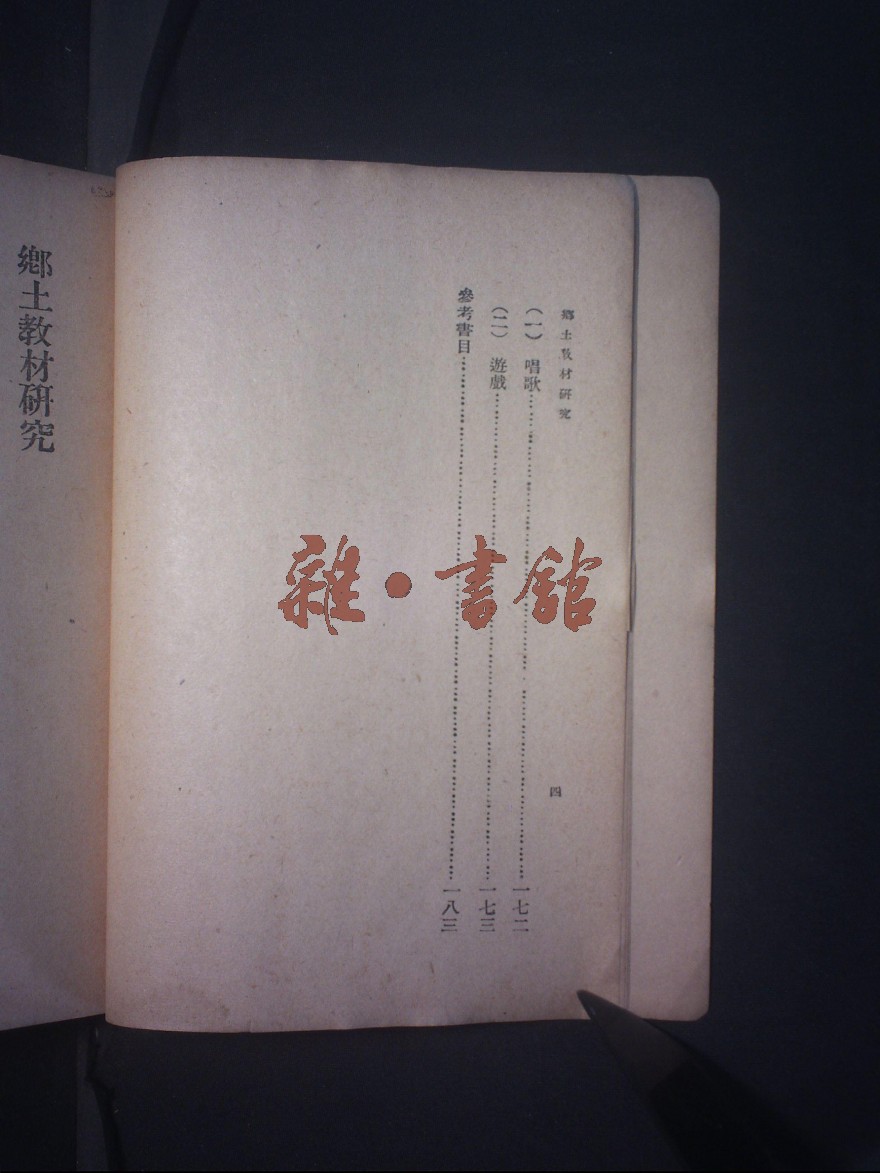 鄉土教材研究
四
（一）　唱歌……一七二
（二）　遊戲……一七三
參考書目……一八三
鄉土教材研究
雜•書館